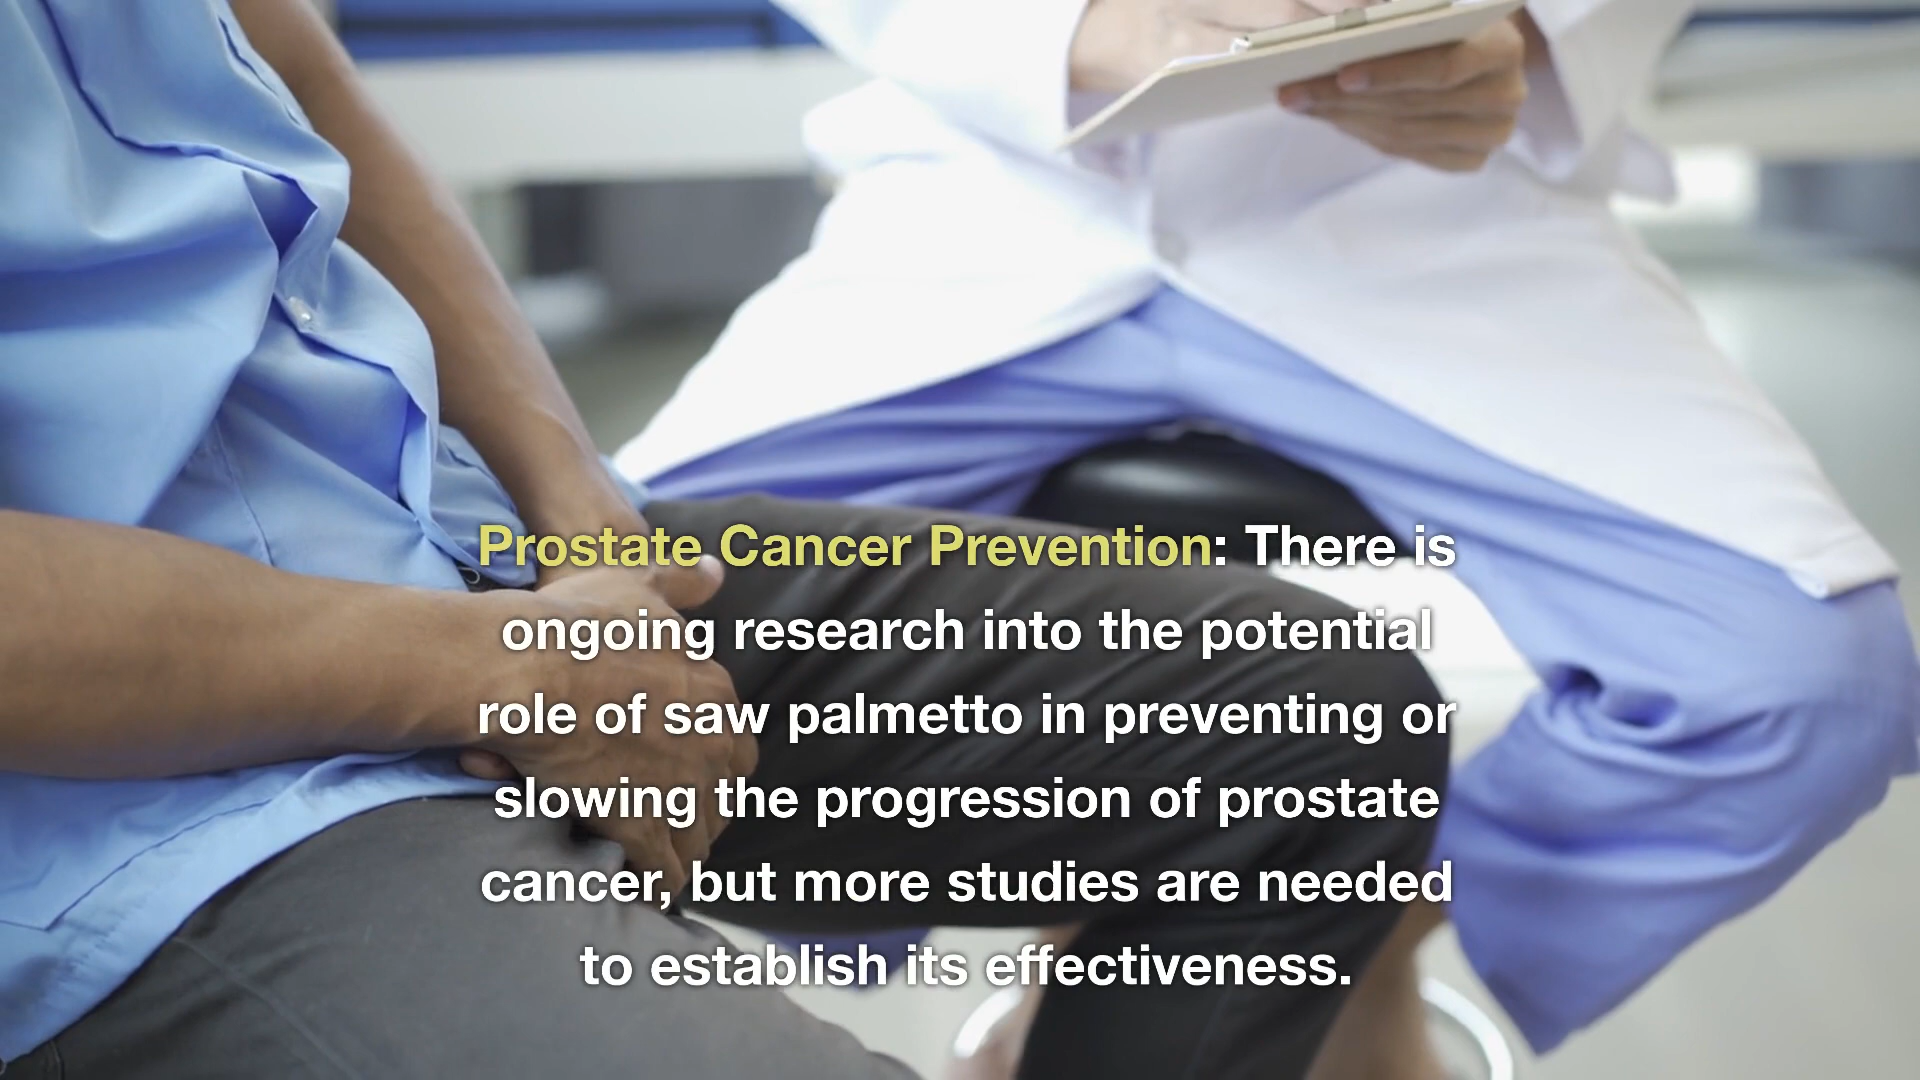 Prostate Cancer Prevention: There is
ongoing research into the potential
role of saw palmetto in preventing or
slowing the progression of prostate
cancer, but more studies are needed
to establish its effectiveness.